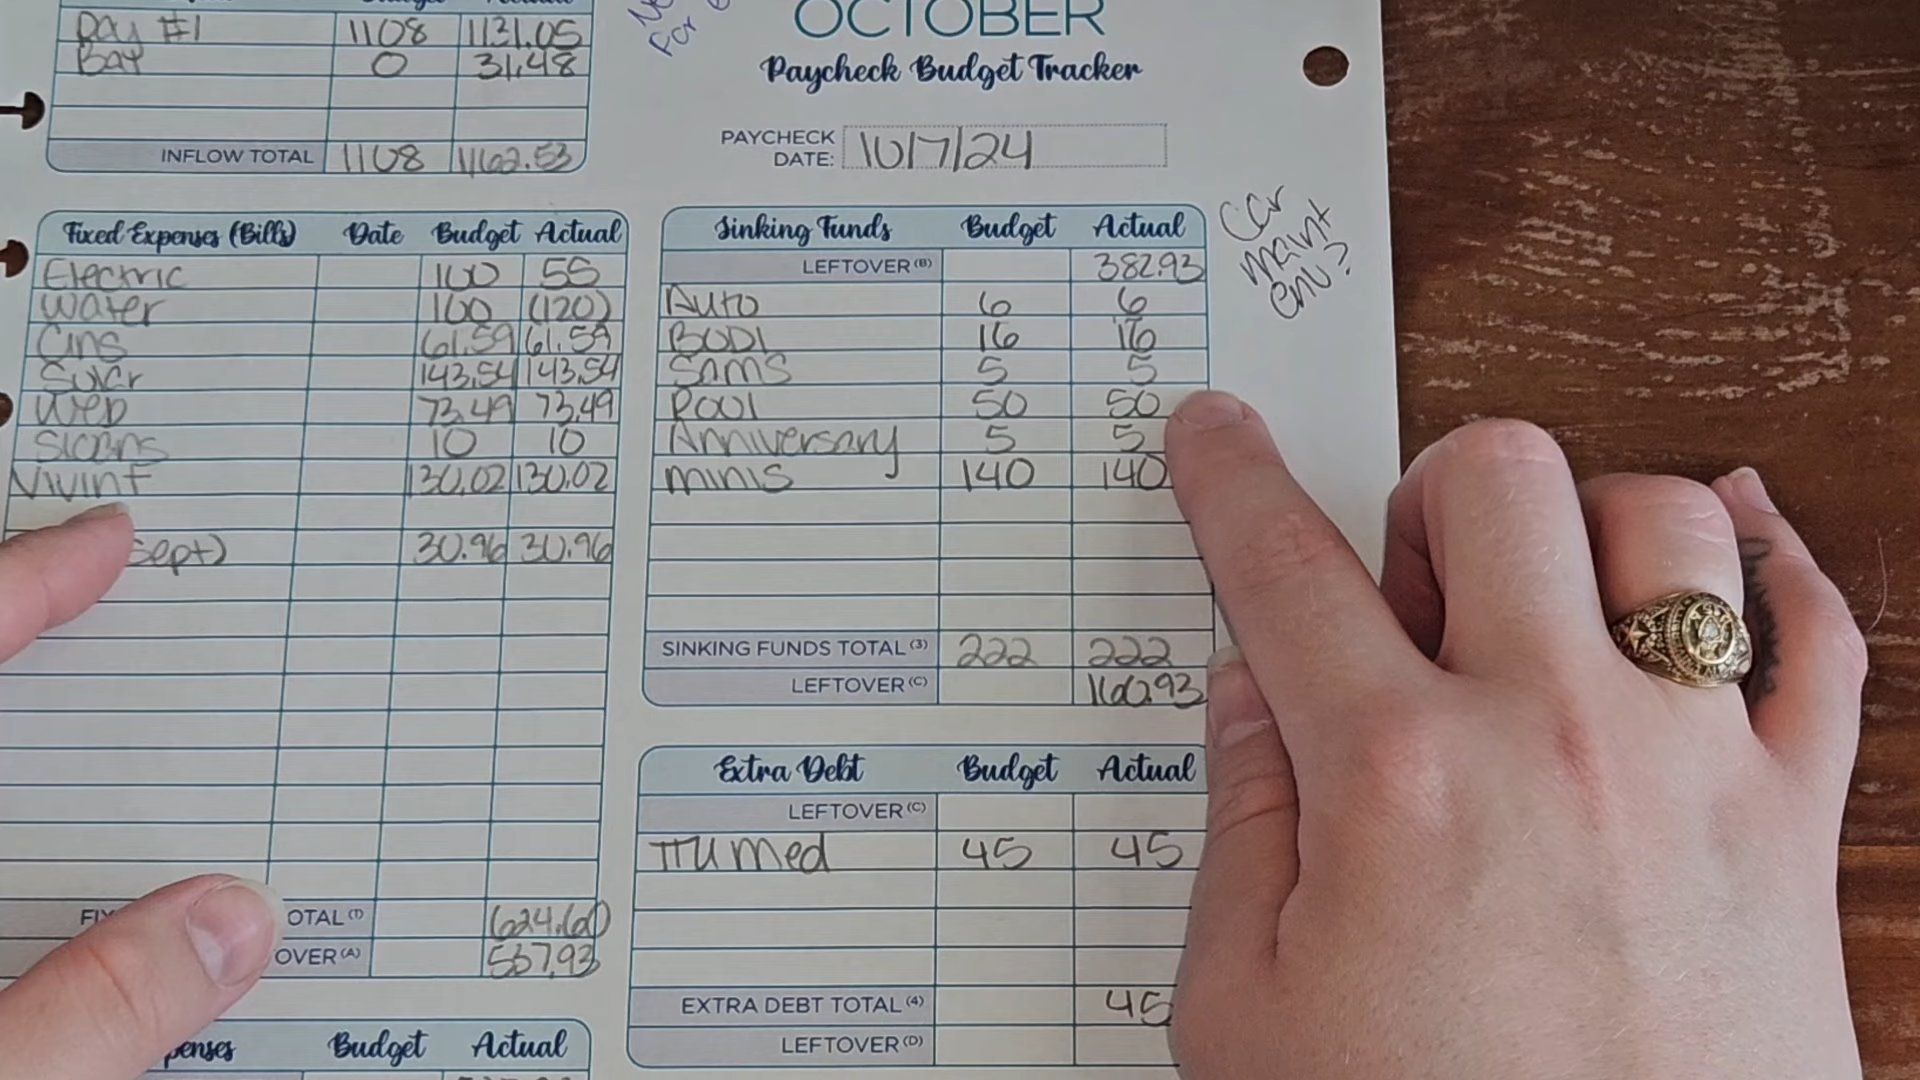 Pay #1 1108 1131.05
Bay 0 31.48
INFLOW TOTAL 1108 1162.53
For
OCTOBER
Paycheck Budget Tracker
PAYCHECK DATE: 10/7/24
Fixed Expenses (Bills) Date Budget Actual
Electric 100 55
Water 100 (120)
Cins 61.59 61.59
Solar 143.54 143.54
Web 73.49 73.49
Sloans 10 10
Vivint 130.02 130.02
Sept) 30.96 30.96
OTAL (1) 624.60
OVER (A) 537.93
penses Budget Actual
Sinking Funds Budget Actual
LEFTOVER (B) 382.93
Auto 6 6
BODI 16 16
Sams 5 5
Pool 50 50
Anniversary 5 5
minis 140 140
SINKING FUNDS TOTAL (3) 222 222
LEFTOVER (C) 160.93
Car
maint
env?
Extra Debt Budget Actual
LEFTOVER (C)
TTU Med 45 45
EXTRA DEBT TOTAL (4) 45
LEFTOVER (D)